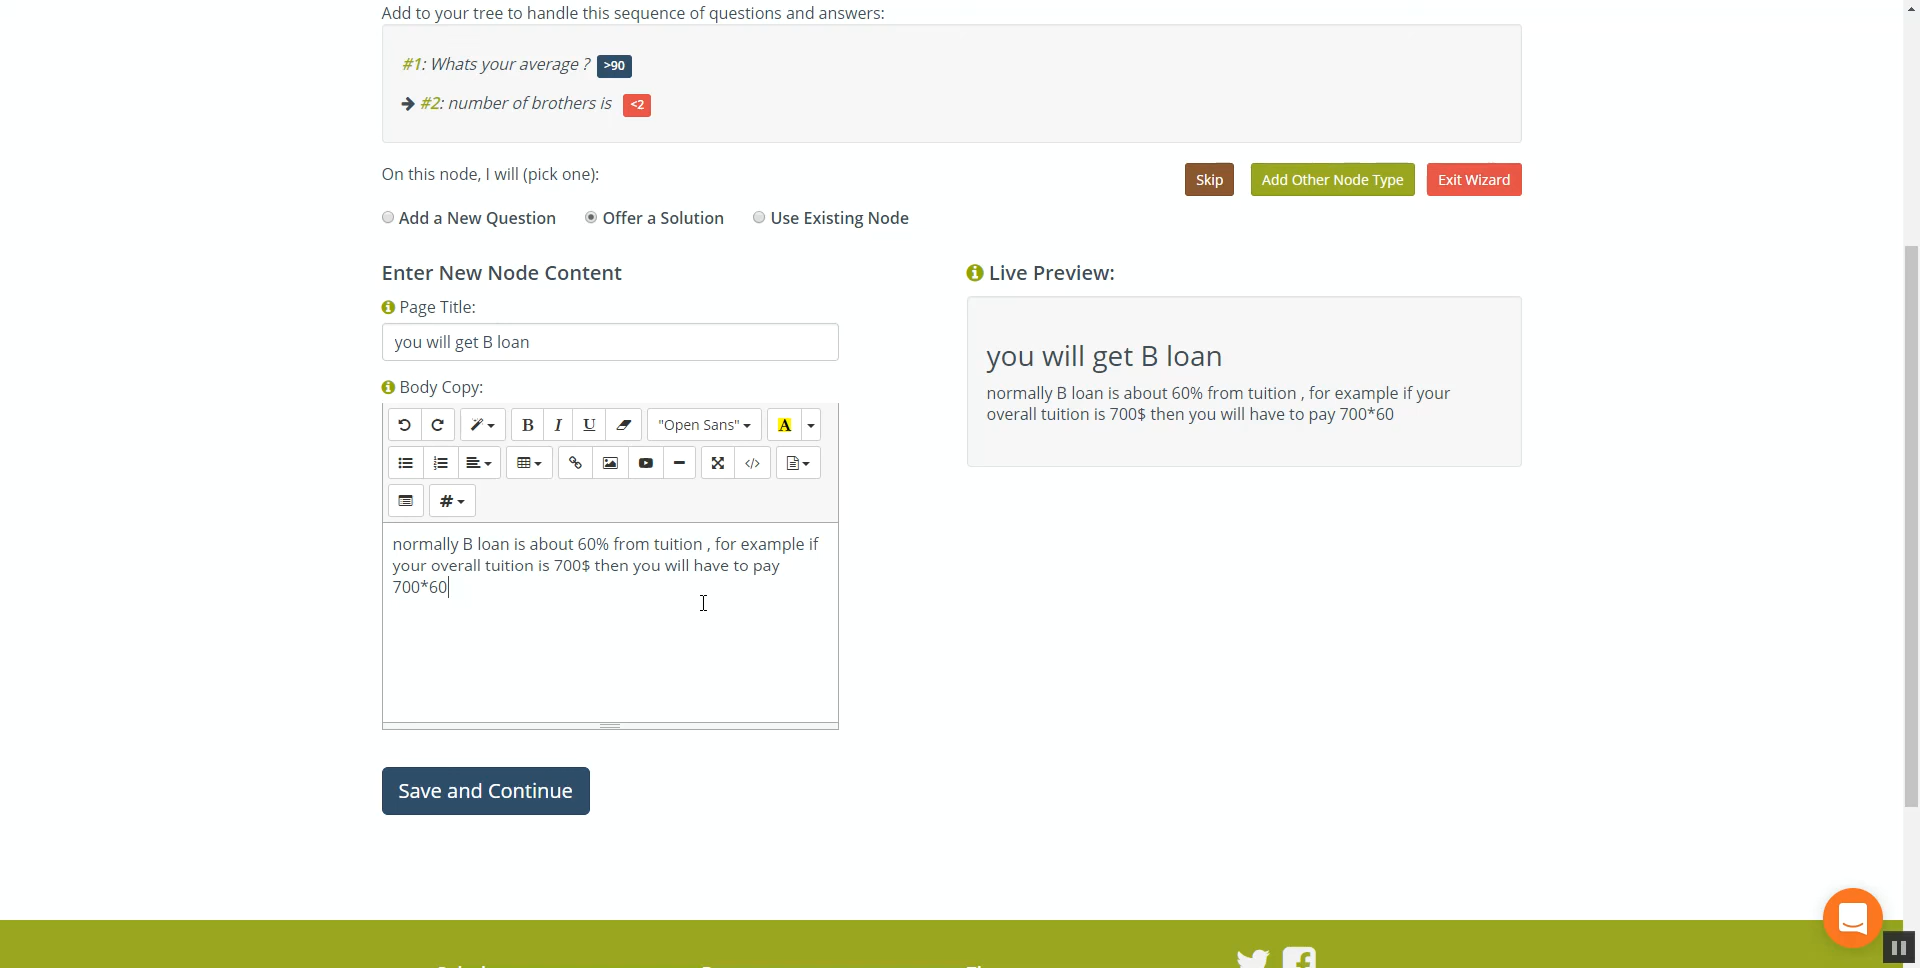 Add to your tree to handle this sequence of questions and answers:
#1: Whats your average ? >90
#2: number of brothers is <2
On this node, I will (pick one):
Skip
Add Other Node Type
Exit Wizard
Add a New Question
Offer a Solution
Use Existing Node
Enter New Node Content
Page Title:
you will get B loan
Body Copy:
B I U "Open Sans" A
#
normally B loan is about 60% from tuition , for example if
your overall tuition is 700$ then you will have to pay
700*60
Save and Continue
Live Preview:
you will get B loan
normally B loan is about 60% from tuition , for example if your
overall tuition is 700$ then you will have to pay 700*60